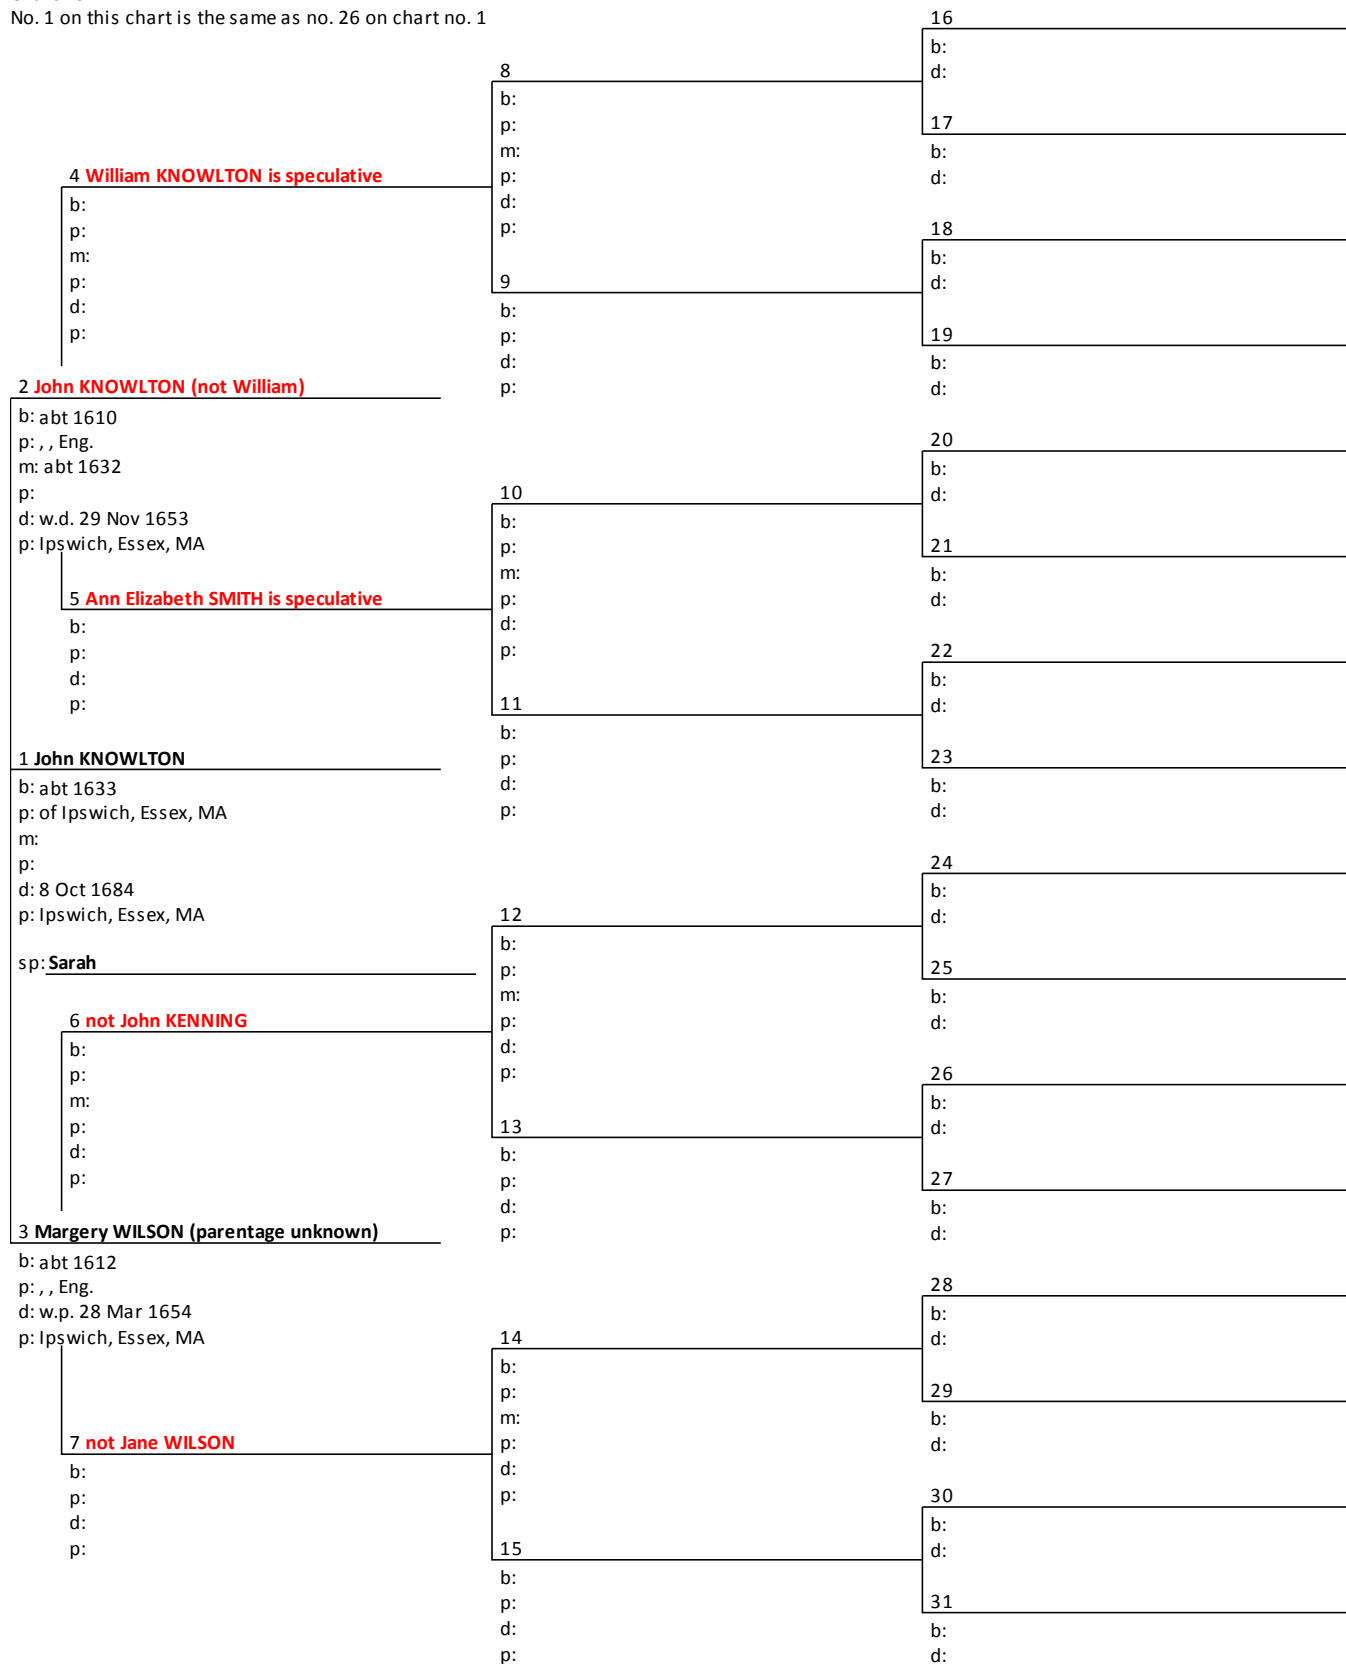 No. 1 on this chart is the same as no. 26 on chart no. 1
16
b:
d:
8
b:
p:
m:
p:
d:
p:
17
b:
d:
4 William KNOWLTON is speculative
b:
p:
m:
p:
d:
p:
18
b:
d:
9
b:
p:
d:
p:
19
b:
d:
2 John KNOWLTON (not William)
b: abt 1610
p: , , Eng.
m: abt 1632
p:
d: w.d. 29 Nov 1653
p: Ipswich, Essex, MA
20
b:
d:
10
b:
p:
m:
p:
d:
p:
21
b:
d:
5 Ann Elizabeth SMITH is speculative
b:
p:
d:
p:
22
b:
d:
11
b:
p:
d:
p:
23
b:
d:
1 John KNOWLTON
b: abt 1633
p: of Ipswich, Essex, MA
m:
p:
d: 8 Oct 1684
p: Ipswich, Essex, MA
sp: Sarah
24
b:
d:
12
b:
p:
m:
p:
d:
p:
25
b:
d:
6 not John KENNING
b:
p:
m:
p:
d:
p:
26
b:
d:
13
b:
p:
d:
p:
27
b:
d:
3 Margery WILSON (parentage unknown)
b: abt 1612
p: , , Eng.
d: w.p. 28 Mar 1654
p: Ipswich, Essex, MA
28
b:
d:
14
b:
p:
m:
p:
d:
p:
29
b:
d:
7 not Jane WILSON
b:
p:
d:
p:
30
b:
d:
15
b:
p:
d:
p:
31
b:
d: